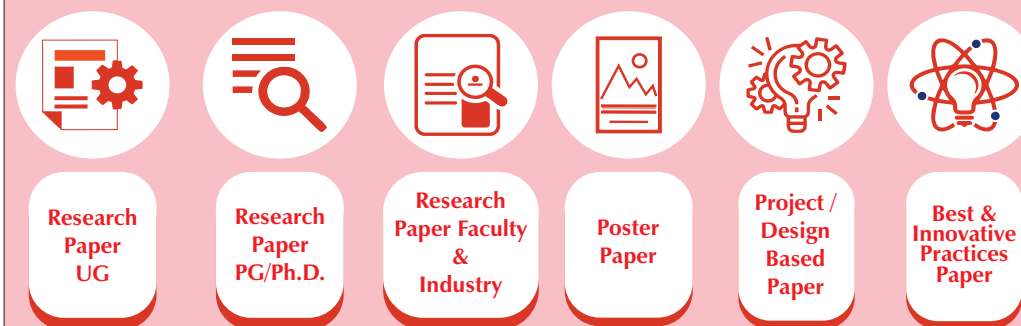 Research
Paper
UG
Research
Paper
PG/Ph.D.
Research
Paper Faculty
&
Industry
Poster
Paper
Project /
Design
Based
Paper
Best &
Innovative
Practices
Paper